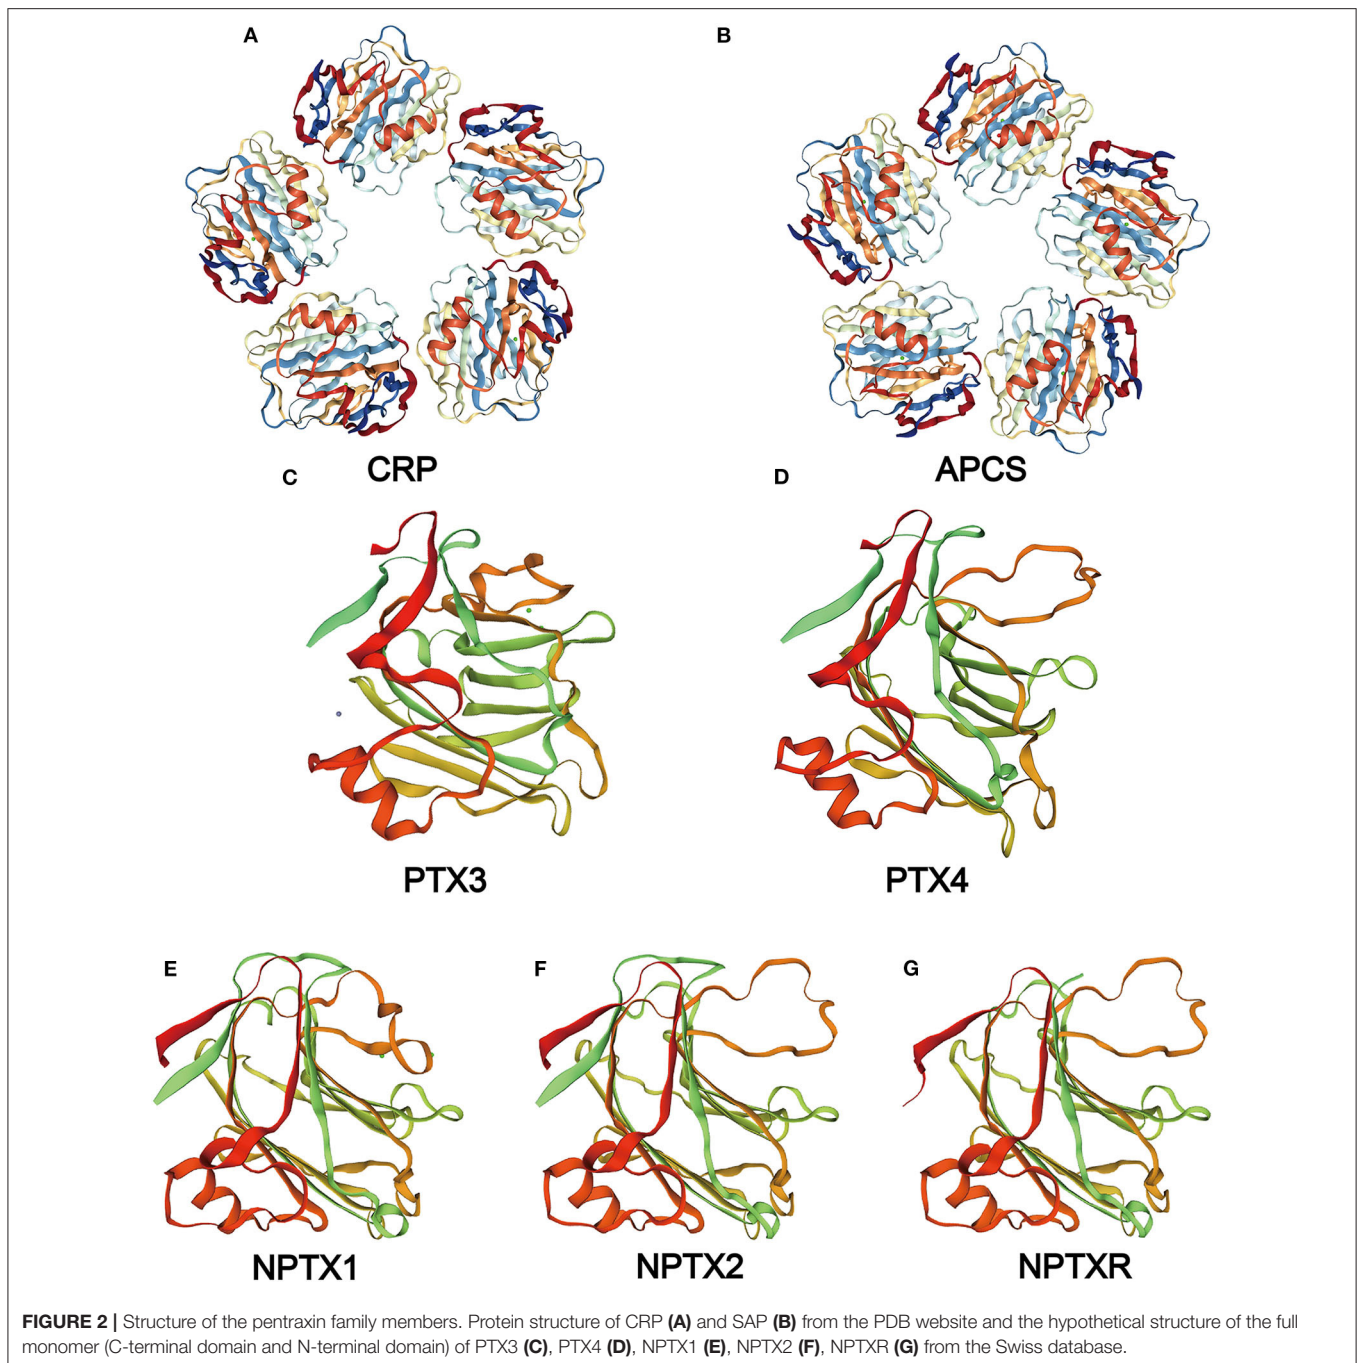 A
B
CRP
APCS
C
D
PTX3
PTX4
E
F
G
NPTX1
NPTX2
NPTXR
FIGURE 2 | Structure of the pentraxin family members. Protein structure of CRP (A) and SAP (B) from the PDB website and the hypothetical structure of the full
monomer (C-terminal domain and N-terminal domain) of PTX3 (C), PTX4 (D), NPTX1 (E), NPTX2 (F), NPTXR (G) from the Swiss database.